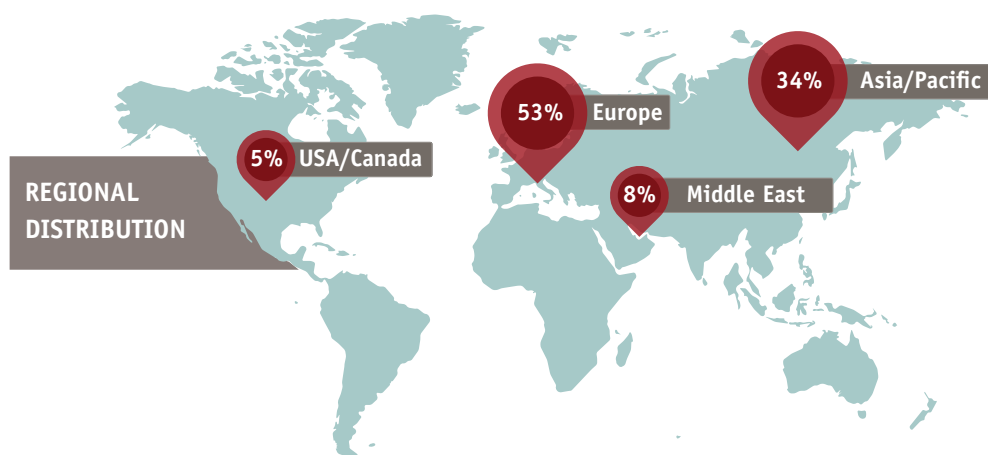 REGIONAL
DISTRIBUTION
5% USA/Canada
53% Europe
8% Middle East
34% Asia/Pacific